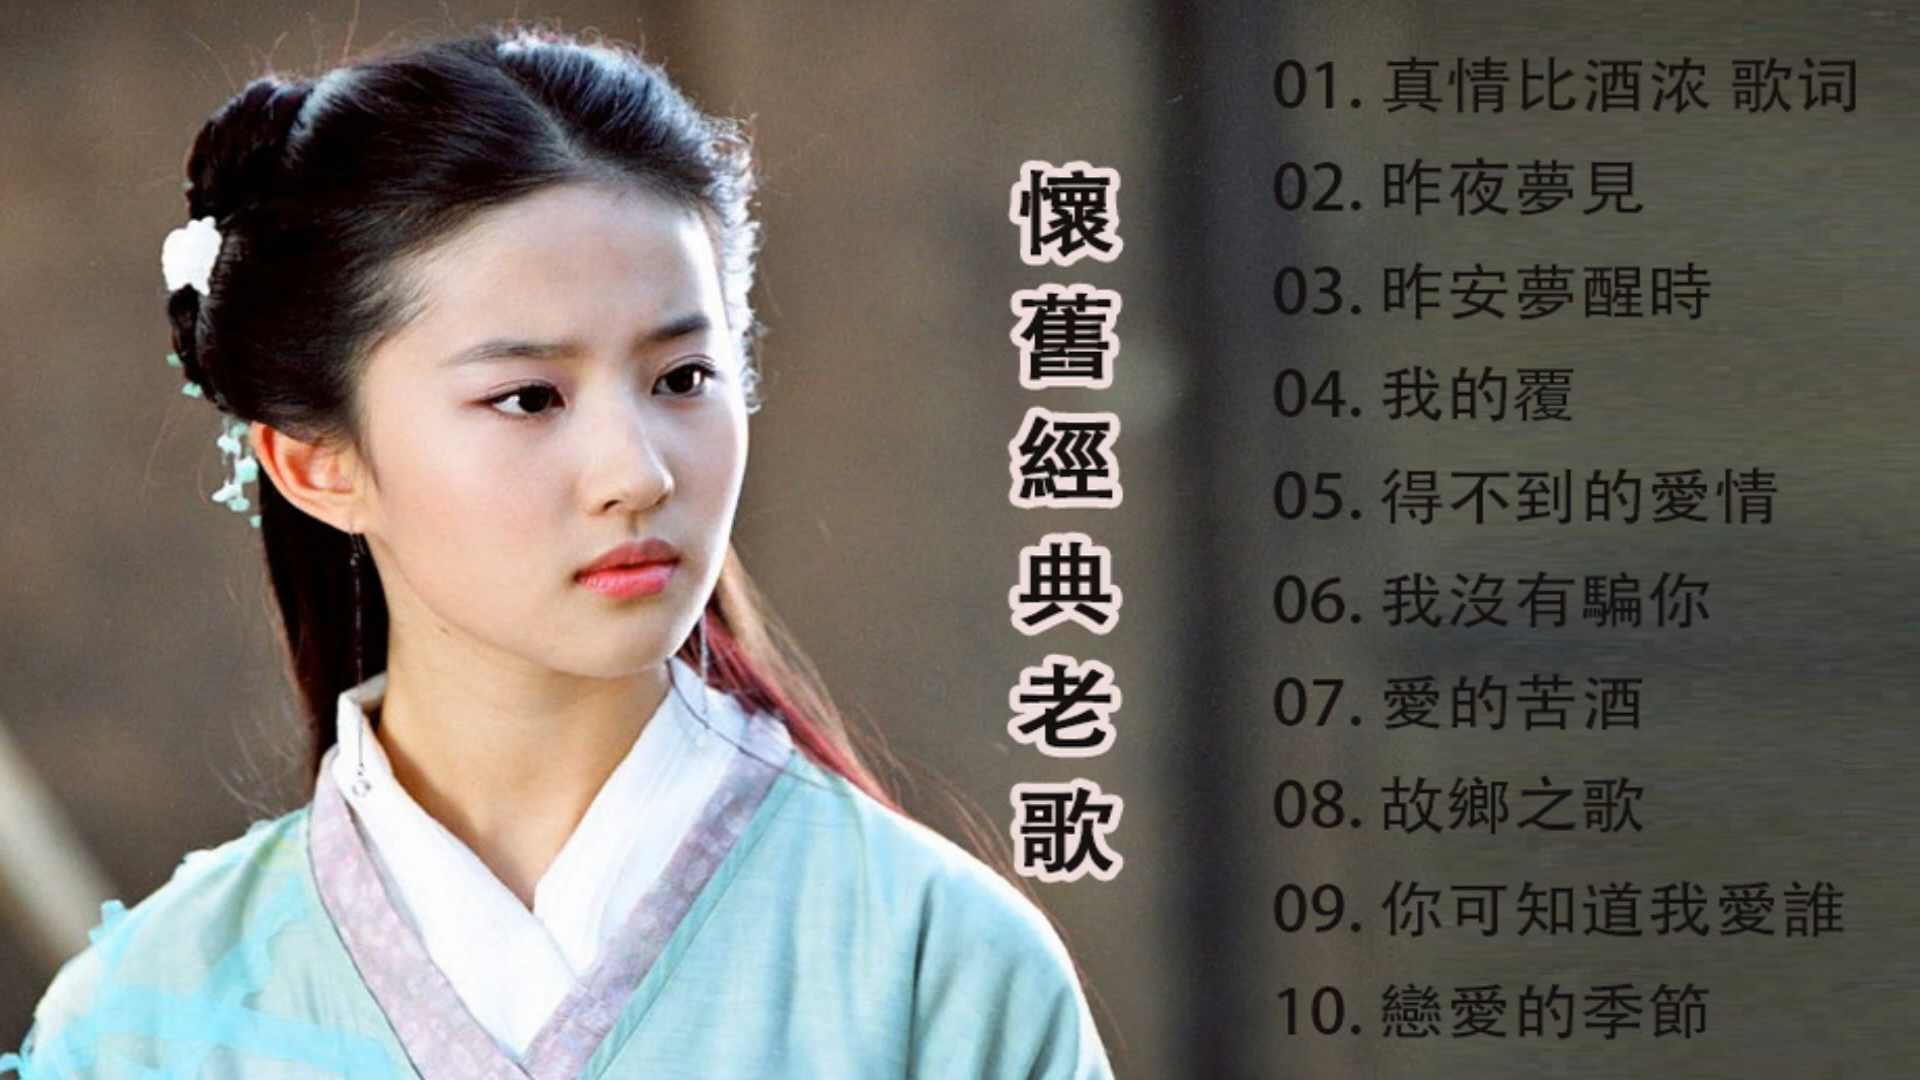 懷舊經典老歌
01. 真情比酒浓 歌词
02. 昨夜夢見
03. 昨安夢醒時
04. 我的覆
05. 得不到的愛情
06. 我沒有騙你
07. 愛的苦酒
08. 故鄉之歌
09. 你可知道我愛誰
10. 戀愛的季節